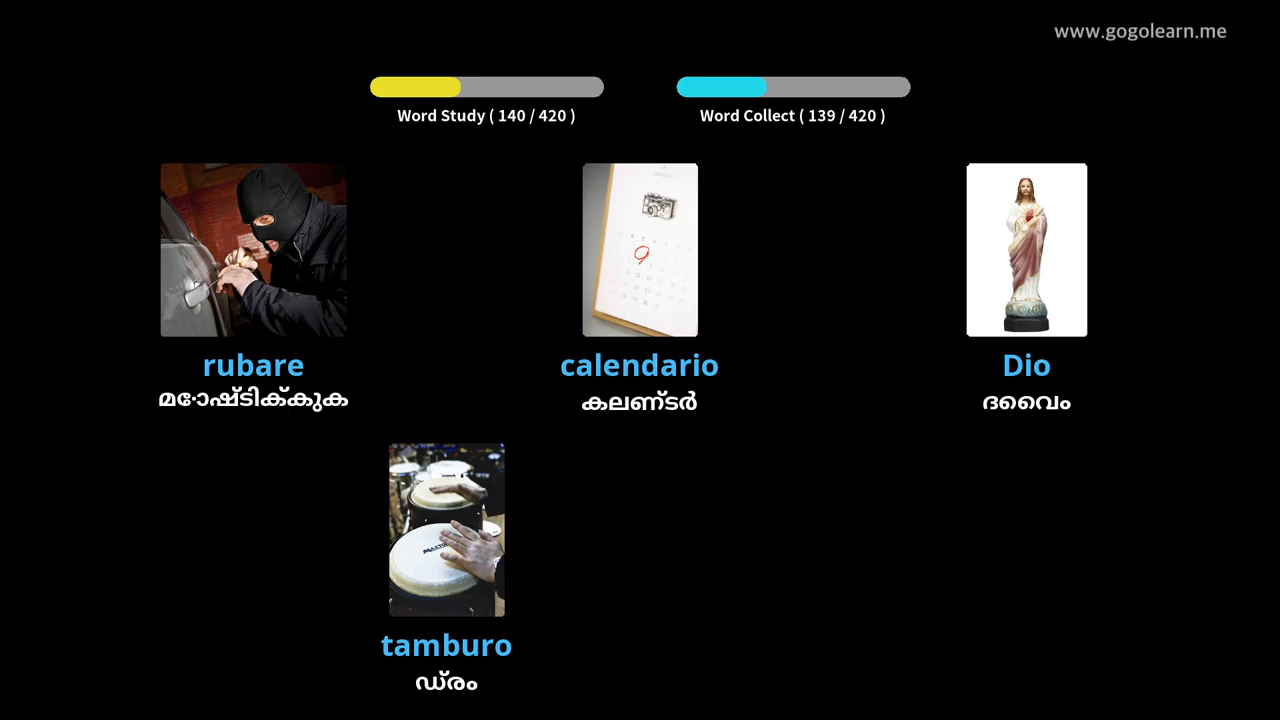 www.gogolearn.me
Word Study ( 140 / 420 )
Word Collect ( 139 / 420 )
rubare
മോഷ്ടിക്കുക
calendario
കലണ്ടർ
Dio
ദൈവം
tamburo
ഡ്രം